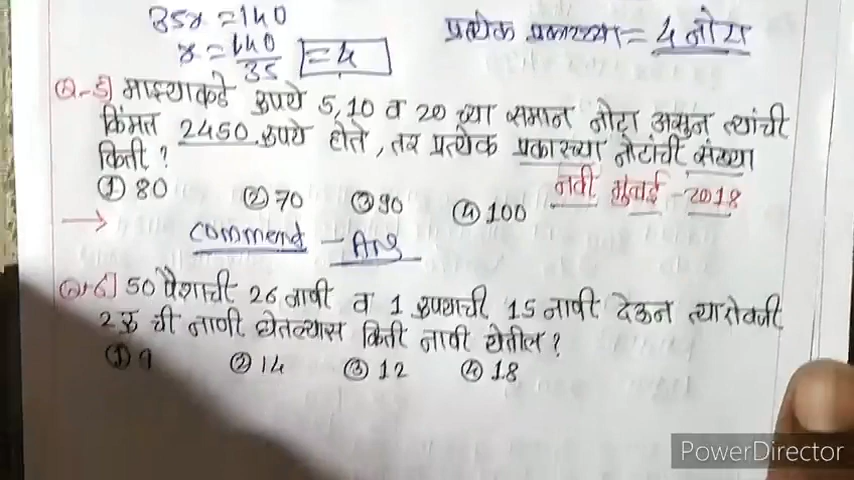 35x = 140
x = 140/35 = 4
प्रत्येक प्रकारच्या = 4 नोटा
Q-5] माझ्याकडे रुपये 5, 10 व 20 च्या समान नोटा असुन त्यांची
किंमत 2450 रुपये होते, तर प्रत्येक प्रकारच्या नोटांची संख्या
किती ?
① 80 ② 70 ③ 90 ④ 100
नवी मुंबई - 2018
→ commend - Ans
Q-6] 50 पैशाची 26 नाणी व 1 रुपयाची 15 नाणी देऊन त्याऐवजी
2 रु ची नाणी घेतल्यास किती नाणी येतील ?
① 9 ② 14 ③ 12 ④ 18
PowerDirector